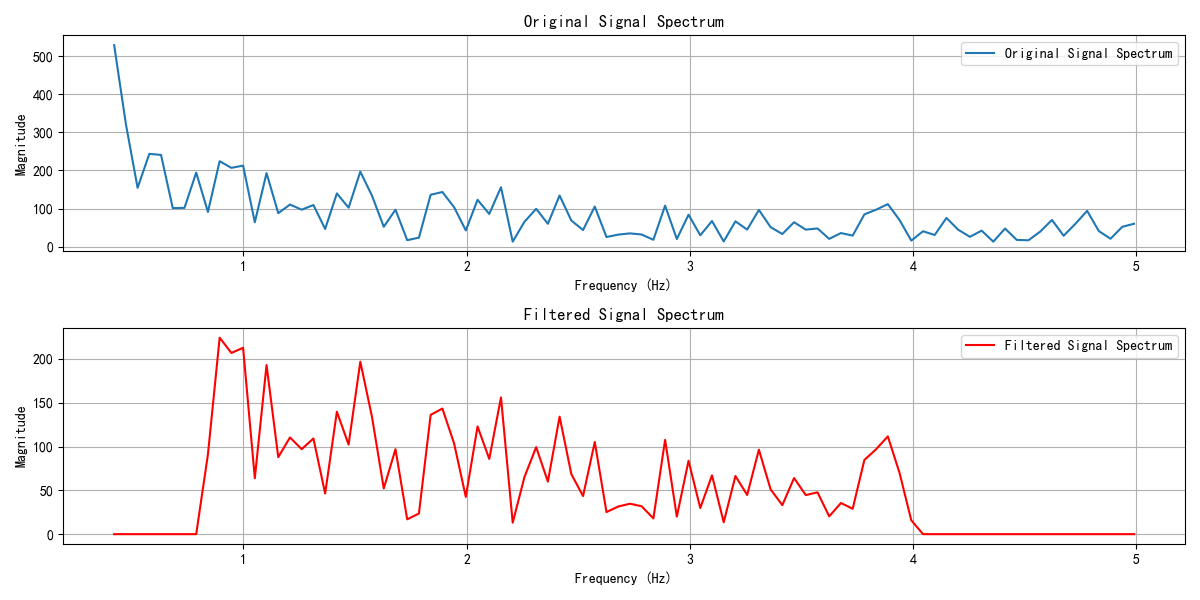 Original Signal Spectrum
Original Signal Spectrum
Magnitude
500
400
300
200
100
0
1
2
3
4
5
Frequency (Hz)
Filtered Signal Spectrum
Filtered Signal Spectrum
Magnitude
200
150
100
50
0
1
2
3
4
5
Frequency (Hz)